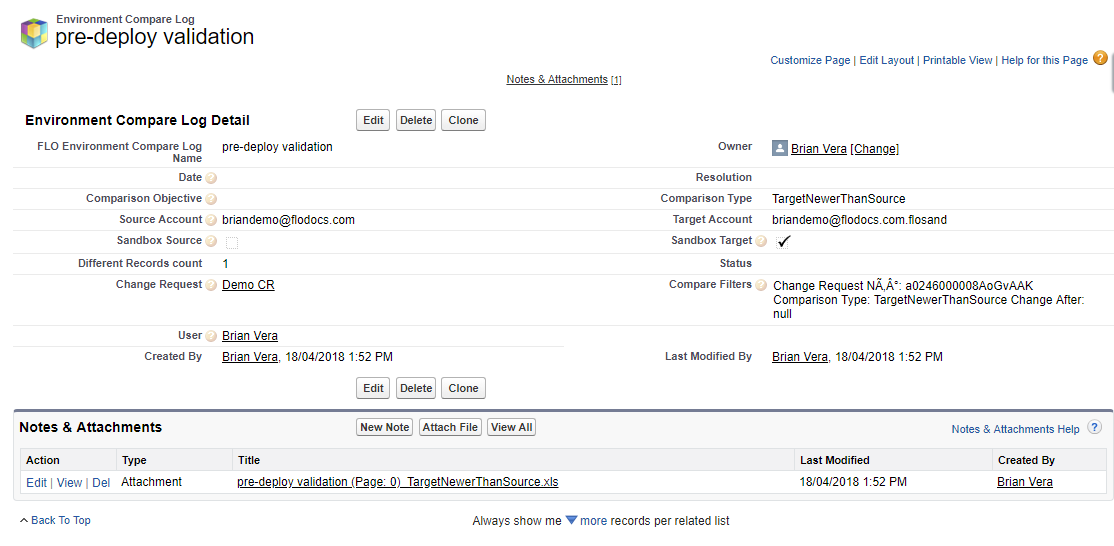 Environment Compare Log
pre-deploy validation
Customize Page | Edit Layout | Printable View | Help for this Page ?
Notes & Attachments [1]
Environment Compare Log Detail Edit Delete Clone
FLO Environment Compare Log Name pre-deploy validation Owner Brian Vera [Change]
Date ? Resolution
Comparison Objective ? Comparison Type TargetNewerThanSource
Source Account ? briandemo@flodocs.com Target Account briandemo@flodocs.com.flosand
Sandbox Source ? Sandbox Target ? ✓
Different Records count 1 Status
Change Request ? Demo CR Compare Filters ? Change Request NÃ‚Â°: a0246000008AoGvAAK
Comparison Type: TargetNewerThanSource Change After:
null
User ? Brian Vera
Created By Brian Vera, 18/04/2018 1:52 PM Last Modified By Brian Vera, 18/04/2018 1:52 PM
Edit Delete Clone
Notes & Attachments New Note Attach File View All Notes & Attachments Help ?
Action Type Title Last Modified Created By
Edit | View | Del Attachment pre-deploy validation (Page: 0)_TargetNewerThanSource.xls 18/04/2018 1:52 PM Brian Vera
Back To Top Always show me more records per related list